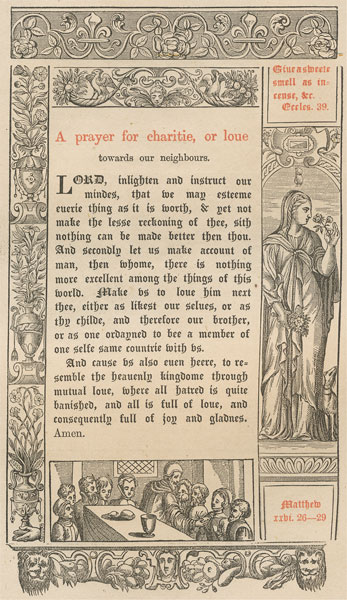 Giue a sweete
smell as in-
cense, &c.
Eccles. 39.
A prayer for charitie, or loue
towards our neighbours.
LORD, inlighten and instruct our
mindes, that we may esteeme
euerie thing as it is worth, & yet not
make the lesse reckoning of thee, sith
nothing can be made better then thou.
And secondly let us make account of
man, then whome, there is nothing
more excellent among the things of this
world. Make vs to loue him next
thee, either as likest our selues, or as
thy childe, and therefore our brother,
or as one ordayned to bee a member of
one selfe same countrie with vs.
And cause vs also euen heere, to re-
semble the heauenly kingdome through
mutual loue, where all hatred is quite
banished, and all is full of loue, and
consequently full of joy and gladnes.
Amen.
Matthew
xxvi. 26—29